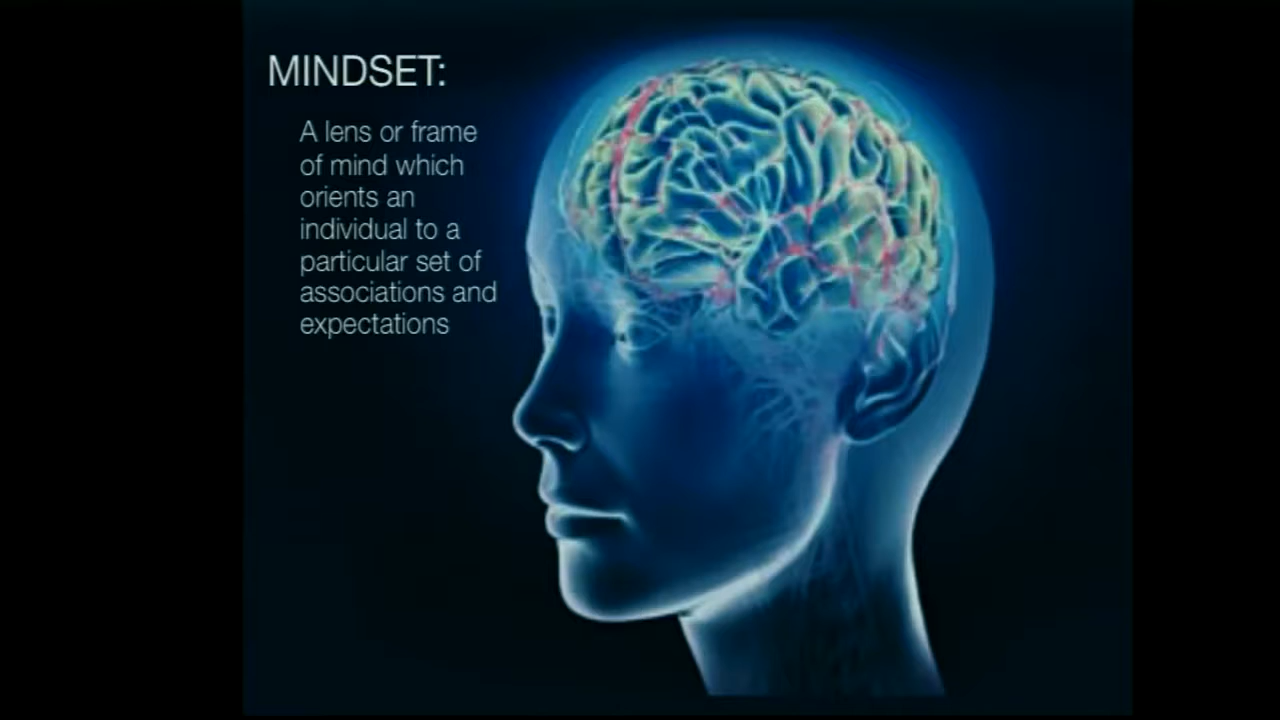 MINDSET:
A lens or frame
of mind which
orients an
individual to a
particular set of
associations and
expectations